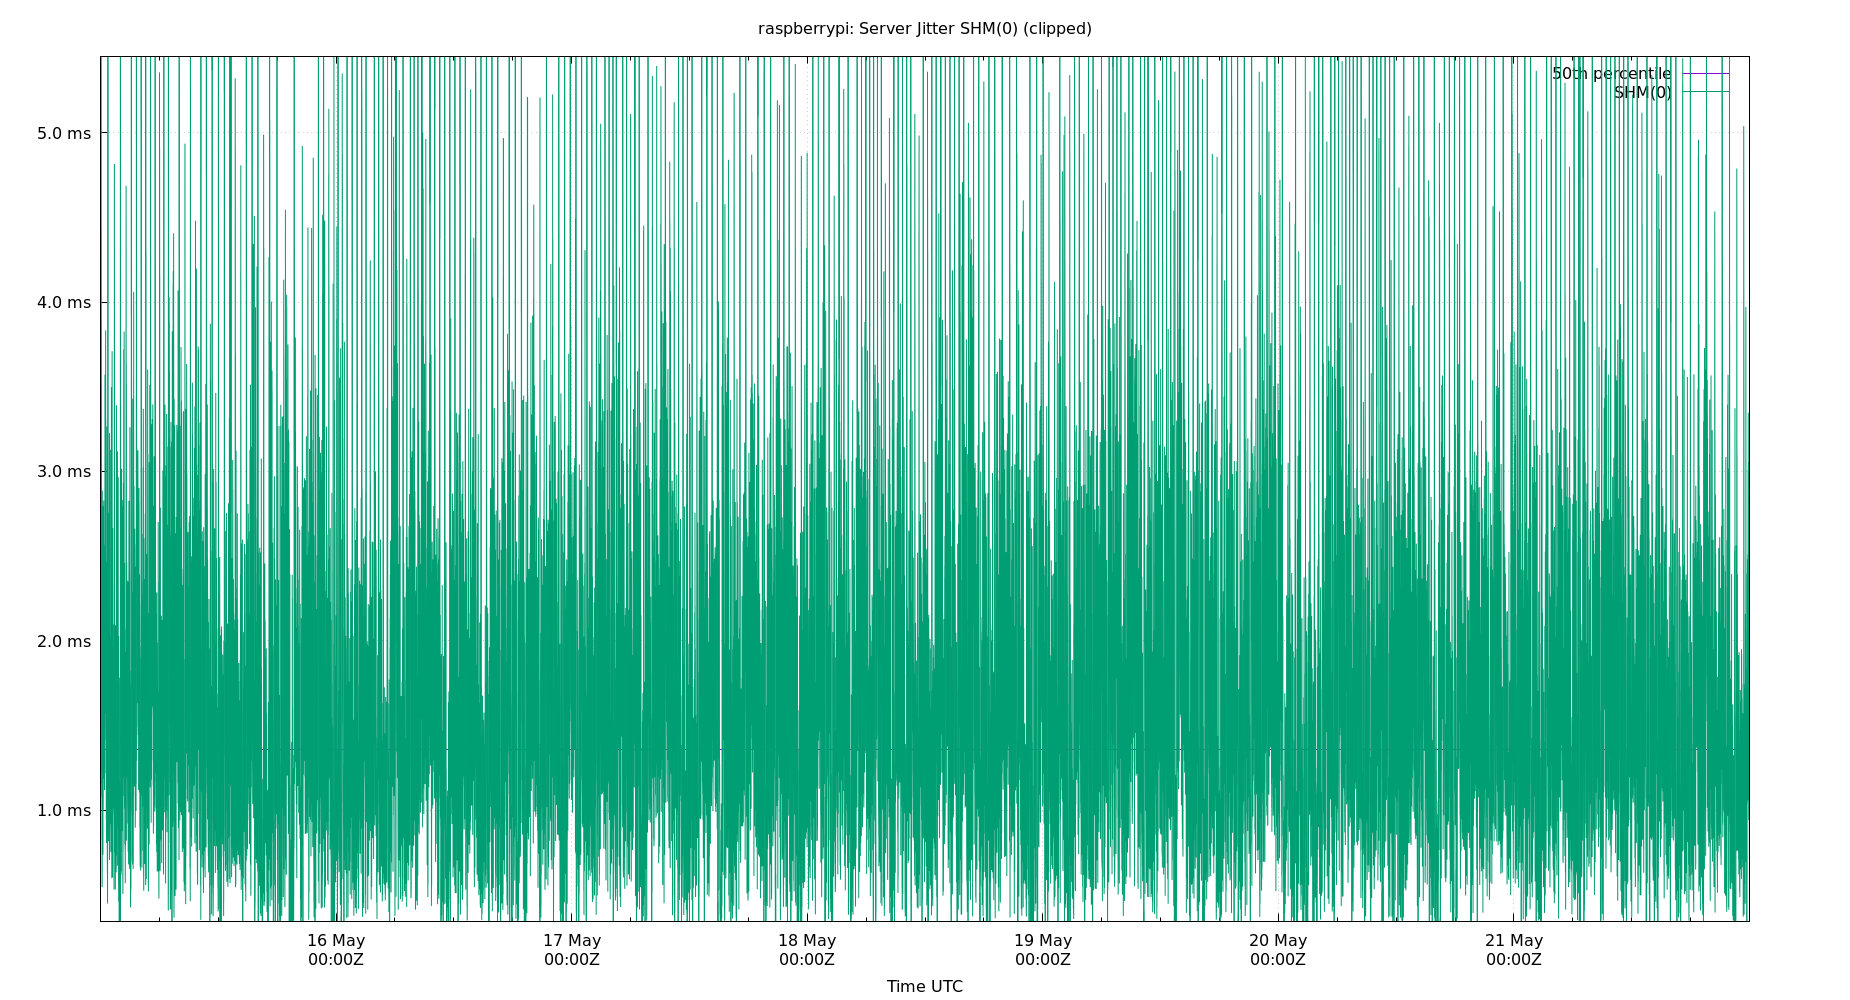 raspberrypi: Server Jitter SHM(0) (clipped)
50th percentile
SHM(0)
5.0 ms
4.0 ms
3.0 ms
2.0 ms
1.0 ms
16 May 17 May 18 May 19 May 20 May 21 May
00:00Z 00:00Z 00:00Z 00:00Z 00:00Z 00:00Z
Time UTC